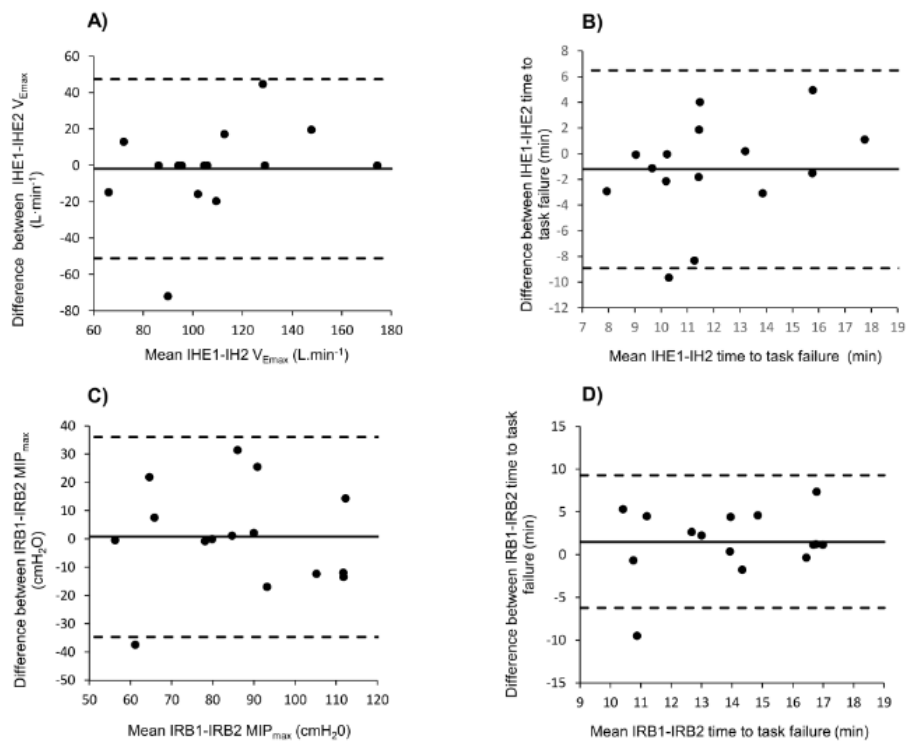 A)
Difference between IHE1-IHE2 V_Emax
(L·min⁻¹)
60
40
20
0
-20
-40
-60
-80
60 80 100 120 140 160 180
Mean IHE1-IH2 V_Emax (L.min⁻¹)
B)
Difference between IHE1-IHE2 time to
task failure (min)
8
6
4
2
0
-2
-4
-6
-8
-10
-12
7 8 9 10 11 12 13 14 15 16 17 18 19
Mean IHE1-IH2 time to task failure (min)
C)
Difference between IRB1-IRB2 MIP_max
(cmH₂O)
40
30
20
10
0
-10
-20
-30
-40
-50
50 60 70 80 90 100 110 120
Mean IRB1-IRB2 MIP_max (cmH₂0)
D)
Difference between IRB1-IRB2 time to task
failure (min)
15
10
5
0
-5
-10
-15
9 10 11 12 13 14 15 16 17 18 19
Mean IRB1-IRB2 time to task failure (min)